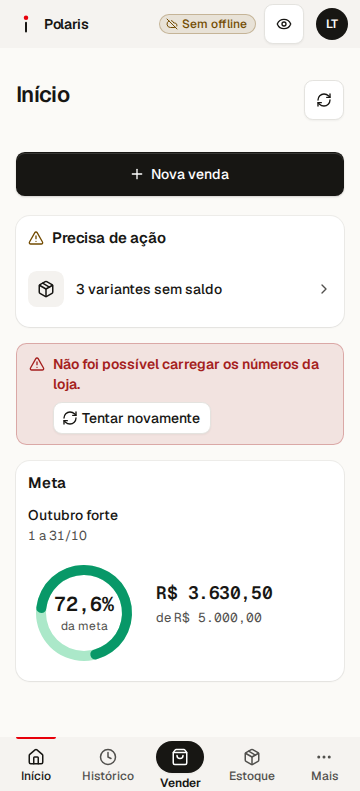 Polaris
Sem offline
LT
Início
Nova venda
Precisa de ação
3 variantes sem saldo
Não foi possível carregar os números da
loja.
Tentar novamente
Meta
Outubro forte
1 a 31/10
72,6%
da meta
R$ 3.630,50
de R$ 5.000,00
Início
Histórico
Vender
Estoque
Mais